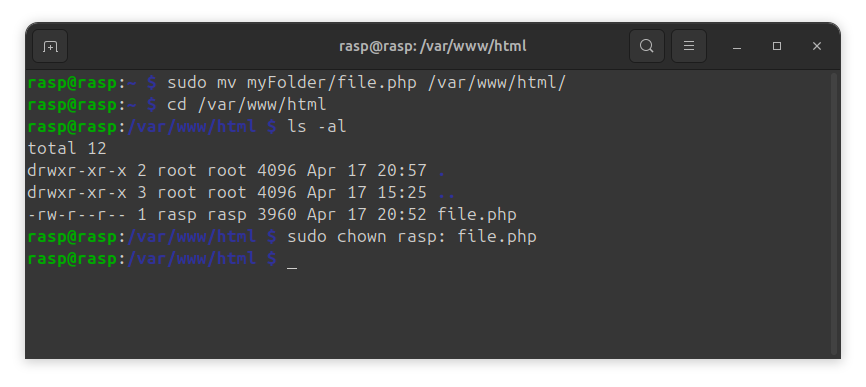 rasp@rasp: /var/www/html
rasp@rasp:~ $ sudo mv myFolder/file.php /var/www/html/
rasp@rasp:~ $ cd /var/www/html
rasp@rasp:/var/www/html $ ls -al
total 12
drwxr-xr-x 2 root root 4096 Apr 17 20:57 .
drwxr-xr-x 3 root root 4096 Apr 17 15:25 ..
-rw-r--r-- 1 rasp rasp 3960 Apr 17 20:52 file.php
rasp@rasp:/var/www/html $ sudo chown rasp: file.php
rasp@rasp:/var/www/html $ _